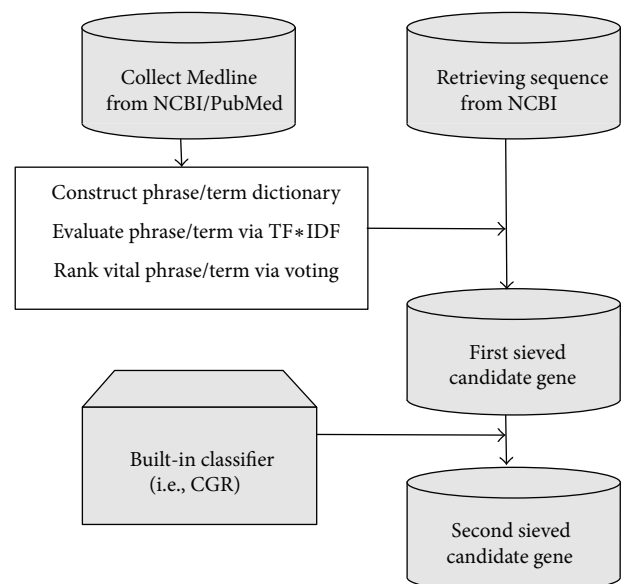 Collect Medline
from NCBI/PubMed
Retrieving sequence
from NCBI
Construct phrase/term dictionary
Evaluate phrase/term via TF∗IDF
Rank vital phrase/term via voting
First sieved
candidate gene
Built-in classifier
(i.e., CGR)
Second sieved
candidate gene